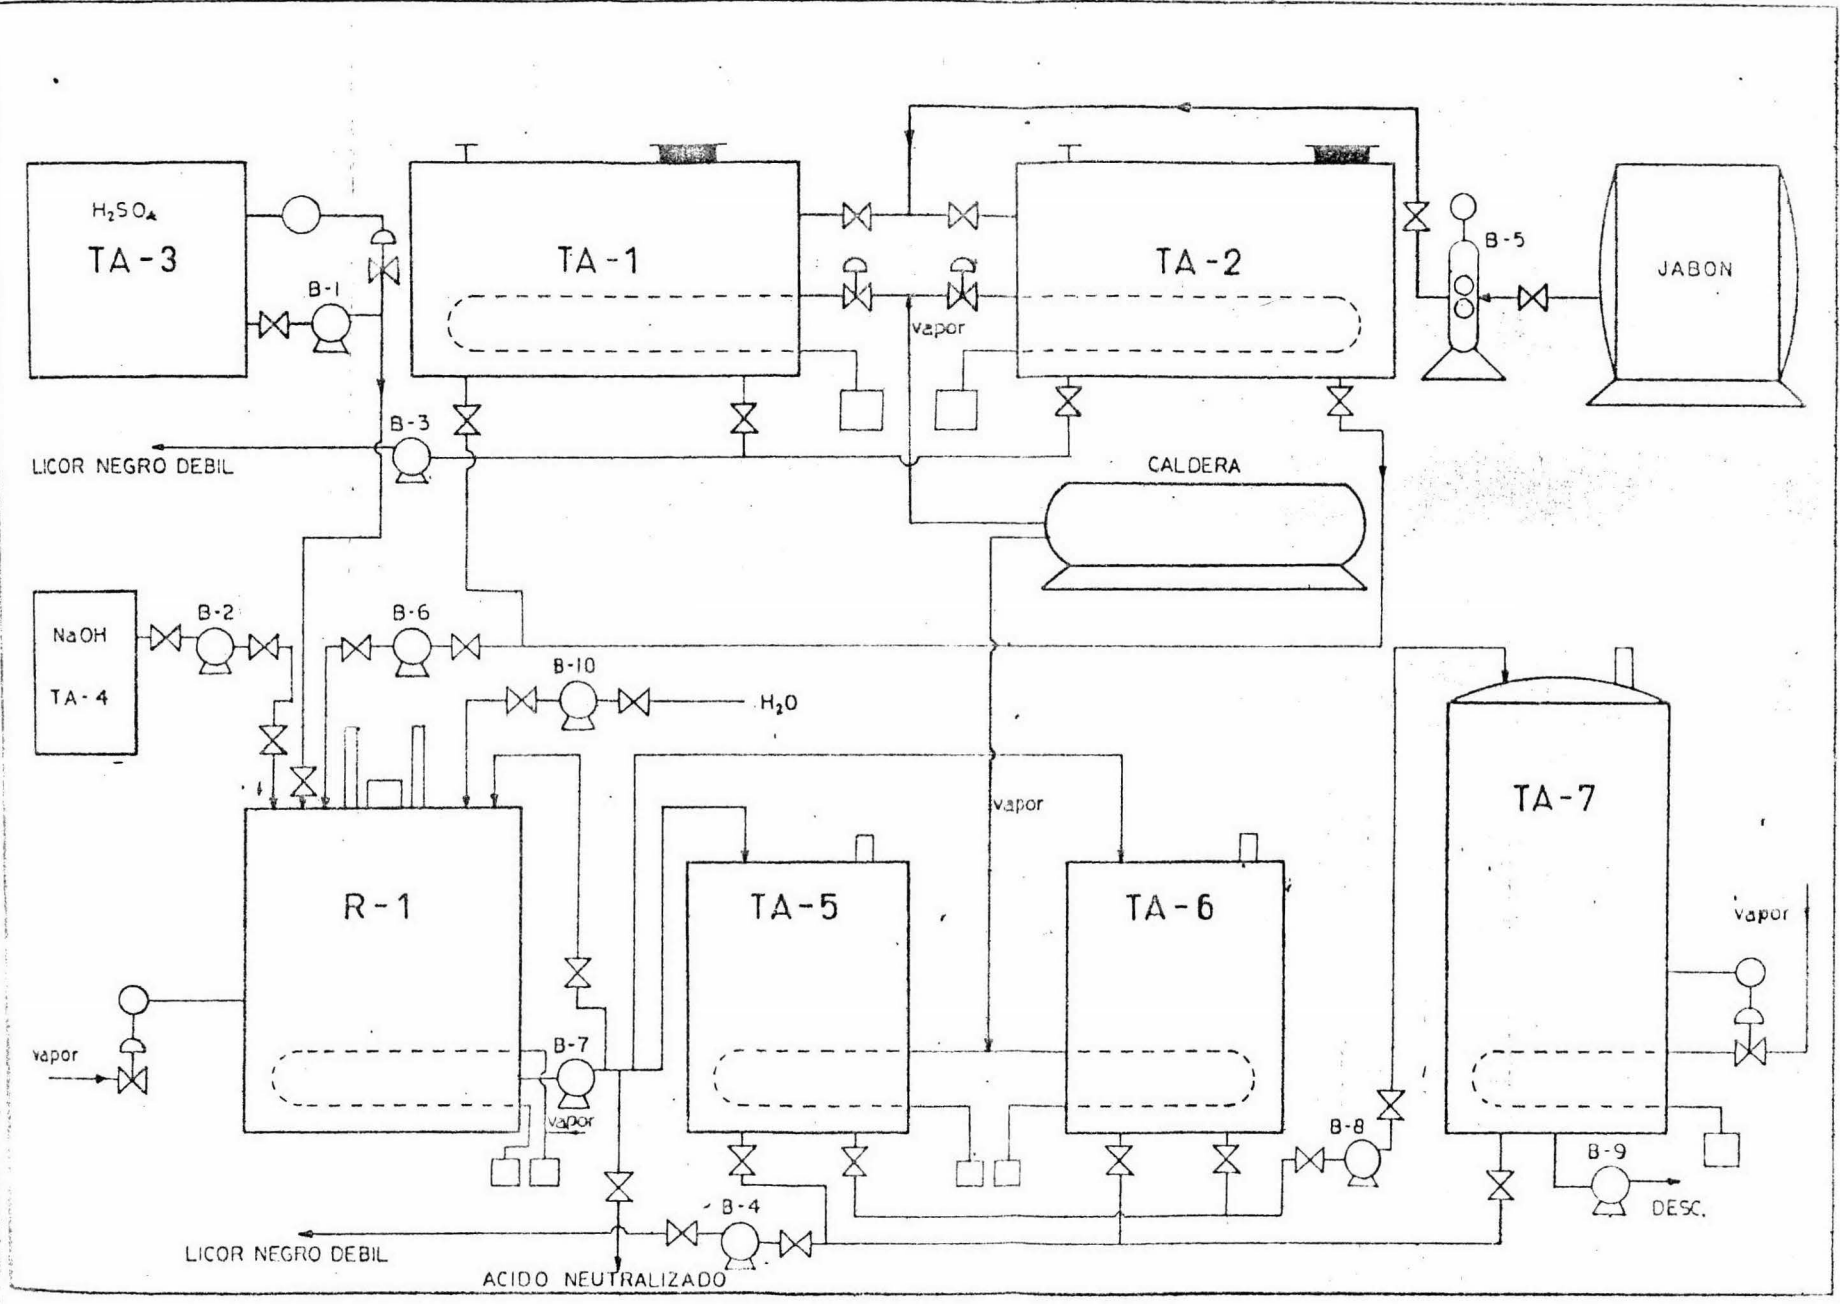 H₂SO₄
TA-3
B-1
TA-1
TA-2
vapor
B-5
JABON
B-3
LICOR NEGRO DEBIL
CALDERA
NaOH
TA-4
B-2
B-6
B-10
H₂O
R-1
TA-5
vapor
TA-6
TA-7
vapor
vapor
B-7
vapor
B-8
B-9
DESC.
B-4
LICOR NEGRO DEBIL
ACIDO NEUTRALIZADO